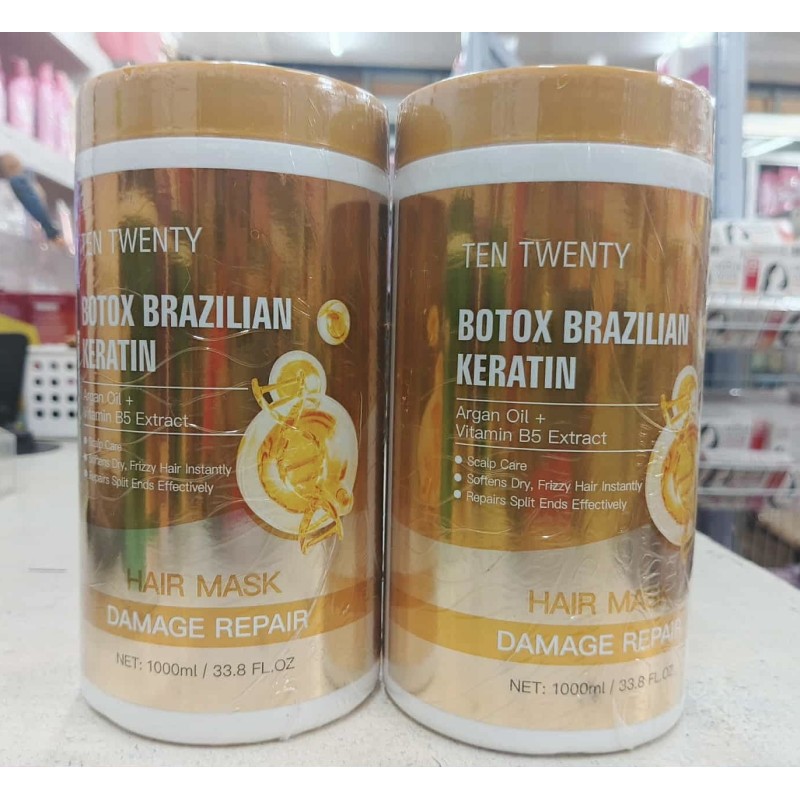 TEN TWENTY
BOTOX BRAZILIAN
KERATIN
Argan Oil +
Vitamin B5 Extract
Scalp Care
Softens Dry, Frizzy Hair Instantly
Repairs Split Ends Effectively
HAIR MASK
DAMAGE REPAIR
NET: 1000ml / 33.8 FL.OZ
TEN TWENTY
BOTOX BRAZILIAN
KERATIN
Argan Oil +
Vitamin B5 Extract
Scalp Care
Softens Dry, Frizzy Hair Instantly
Repairs Split Ends Effectively
HAIR MASK
DAMAGE REPAIR
NET: 1000ml / 33.8 FL.OZ